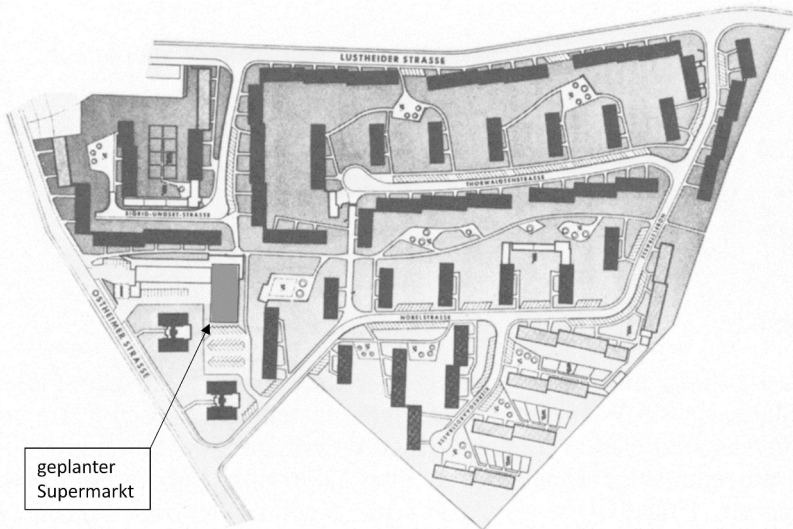 LUSTHEIDER STRASSE
THORWALDSENSTRASSE
SIGRID-UNDSET-STRASSE
NOBELSTRASSE
OSTHEIMER STRASSE
geplanter
Supermarkt